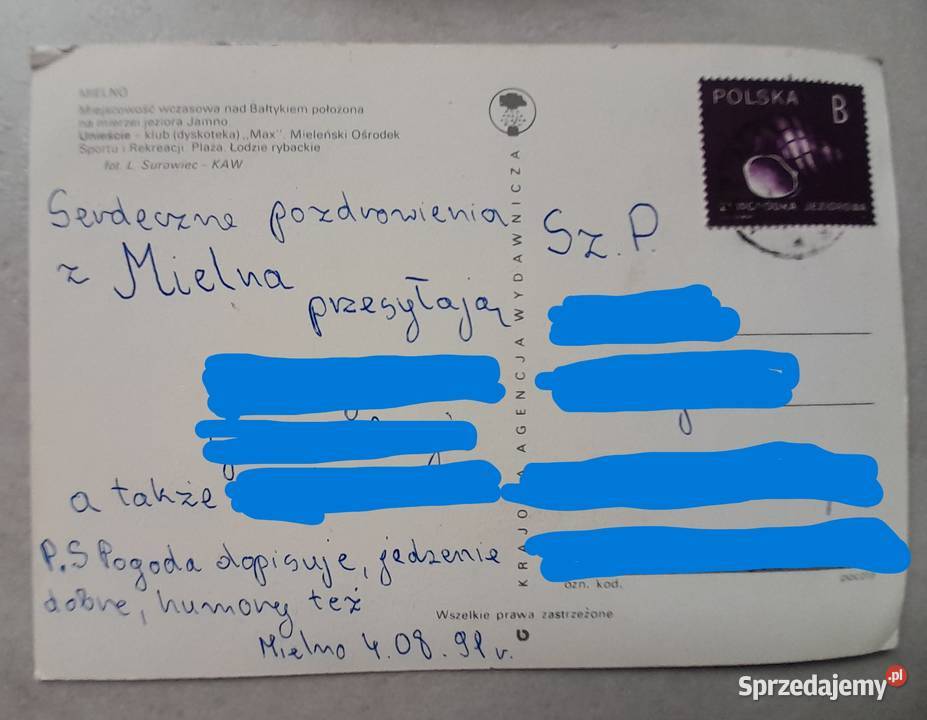 MIELNO
Miejscowość wczasowa nad Bałtykiem położona
na mierzei jeziora Jamno.
Unieście – klub (dyskoteka) „Max". Mieleński Ośrodek
Sportu i Rekreacji. Plaża. Łodzie rybackie
fot. L. Surowiec – KAW
POLSKA B
JEZIOROWA
Serdeczne pozdrowienia
z Mielna
przesyłają
a także
P.S Pogoda dopisuje, jedzenie
dobre, humory też
Mielno 4.08.91 r.
AGENCJA WYDAWNICZA
Sz. P.
ozn. kod.
poczta
Wszelkie prawa zastrzeżone
Sprzedajemy.pl